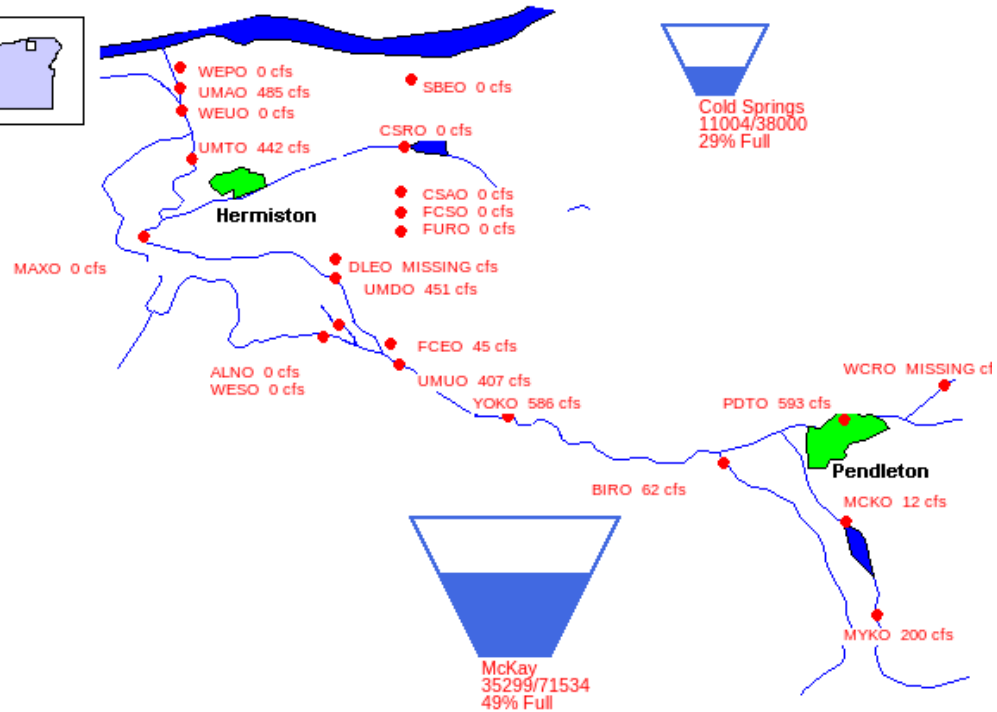 WEPO 0 cfs
UMAO 485 cfs
WEUO 0 cfs
SBEO 0 cfs
Cold Springs
11004/38000
29% Full
CSRO 0 cfs
UMTO 442 cfs
Hermiston
CSAO 0 cfs
FCSO 0 cfs
FURO 0 cfs
MAXO 0 cfs
DLEO MISSING cfs
UMDO 451 cfs
FCEO 45 cfs
ALNO 0 cfs
WESO 0 cfs
UMUO 407 cfs
YOKO 586 cfs
WCRO MISSING cf
PDTO 593 cfs
Pendleton
BIRO 62 cfs
MCKO 12 cfs
MYKO 200 cfs
McKay
35299/71534
49% Full